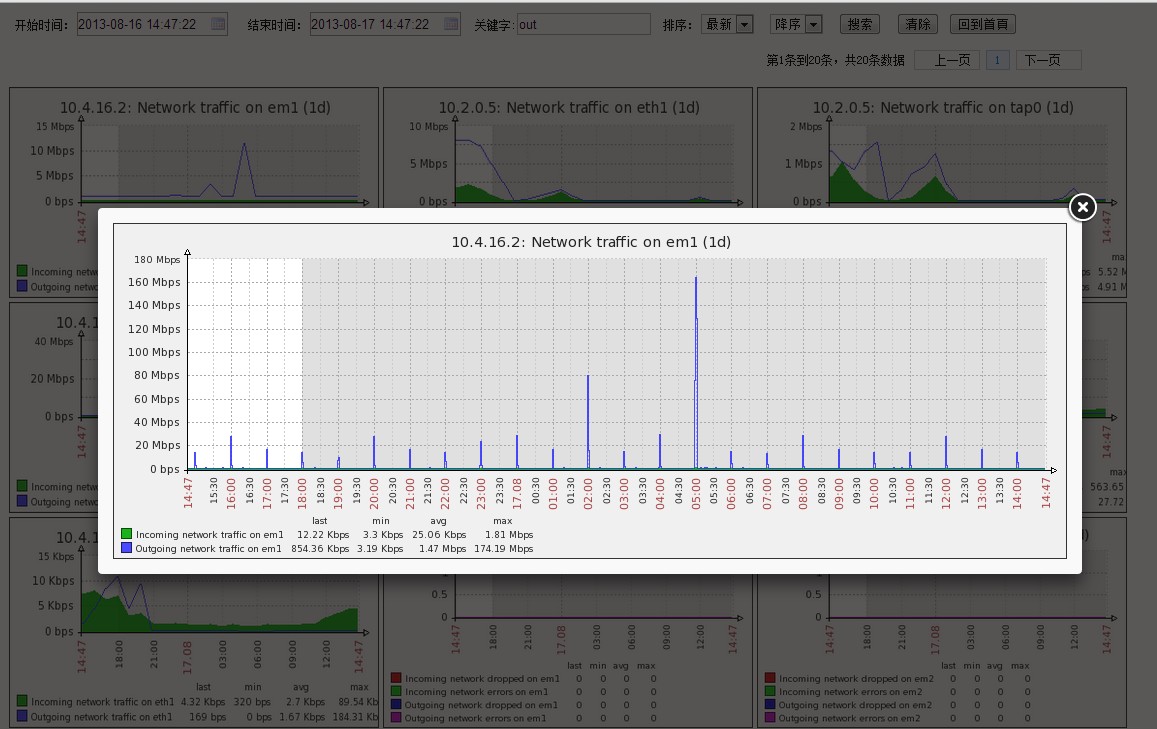 开始时间: 2013-08-16 14:47:22 结束时间: 2013-08-17 14:47:22 关键字: out 排序: 最新 降序 搜索 清除 回到首頁
第1条到20条，共20条数据 上一页 1 下一页
10.4.16.2: Network traffic on em1 (1d)
15 Mbps
10 Mbps
5 Mbps
0 bps
14:47
Incoming netw
Outgoing netwo
10.2.0.5: Network traffic on eth1 (1d)
10 Mbps
5 Mbps
0 bps
10.2.0.5: Network traffic on tap0 (1d)
2 Mbps
1 Mbps
0 bps
14:47
max
5.52 M
4.91 M
10.4.16.2: Network traffic on em1 (1d)
180 Mbps
160 Mbps
140 Mbps
120 Mbps
100 Mbps
80 Mbps
60 Mbps
40 Mbps
20 Mbps
0 bps
14:47 15:30 16:00 16:30 17:00 17:30 18:00 18:30 19:00 19:30 20:00 20:30 21:00 21:30 22:00 22:30 23:00 23:30 17.08 00:30 01:00 01:30 02:00 02:30 03:00 03:30 04:00 04:30 05:00 05:30 06:00 06:30 07:00 07:30 08:00 08:30 09:00 09:30 10:00 10:30 11:00 11:30 12:00 12:30 13:00 13:30 14:00 14:47
last min avg max
Incoming network traffic on em1 12.22 Kbps 3.3 Kbps 25.06 Kbps 1.81 Mbps
Outgoing network traffic on em1 854.36 Kbps 3.19 Kbps 1.47 Mbps 174.19 Mbps
10.4.1
40 Mbps
20 Mbps
0 bps
14:47
Incoming
Outgoing
14:47
max
563.65
27.72
10.4.1
15 Kbps
10 Kbps
5 Kbps
0 bps
14:47 18:00 21:00 17.08 03:00 06:00 09:00 12:00 14:47
last min avg max
Incoming network traffic on eth1 4.32 Kbps 320 bps 2.7 Kbps 89.54 Kb
Outgoing network traffic on eth1 169 bps 0 bps 1.67 Kbps 184.31 Kb
0.5
0
14:47 18:00 21:00 17.08 03:00 06:00 09:00 12:00 14:47
last min avg max
Incoming network dropped on em1 0 0 0 0
Incoming network errors on em1 0 0 0 0
Outgoing network dropped on em1 0 0 0 0
Outgoing network errors on em1 0 0 0 0
0.5
0
14:47 18:00 21:00 17.08 03:00 06:00 09:00 12:00 14:47
last min avg max
Incoming network dropped on em2 0 0 0 0
Incoming network errors on em2 0 0 0 0
Outgoing network dropped on em2 0 0 0 0
Outgoing network errors on em2 0 0 0 0